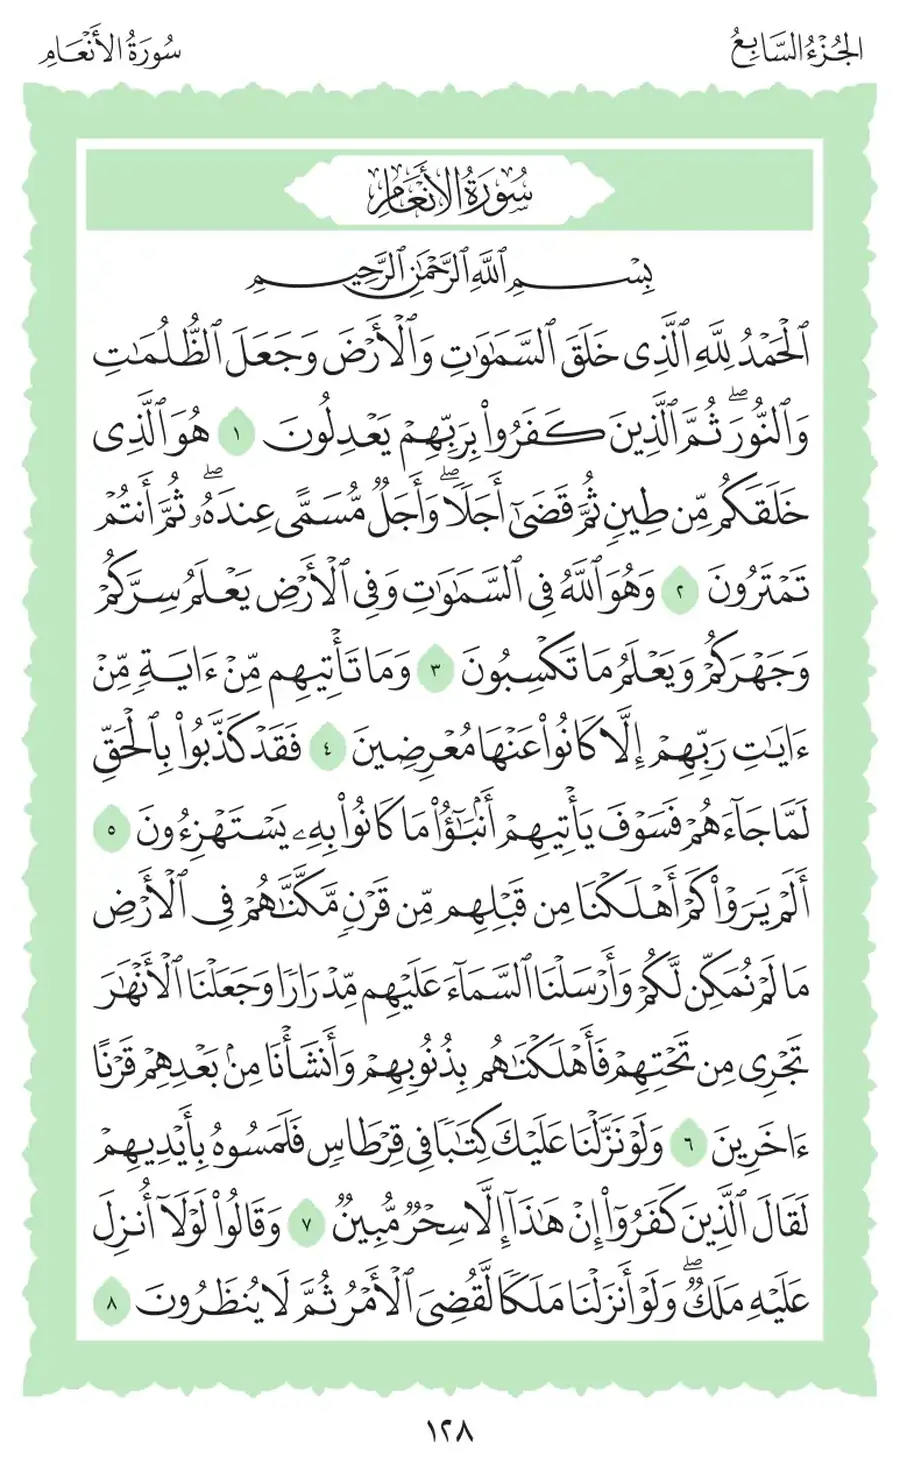 الجُزْءُ السَّابِعُ
سُورَةُ الأَنْعَامِ
سُورَةُ الأَنْعَامِ
بِسْمِ ٱللَّهِ ٱلرَّحْمَٰنِ ٱلرَّحِيمِ
ٱلْحَمْدُ لِلَّهِ ٱلَّذِى خَلَقَ ٱلسَّمَٰوَٰتِ وَٱلْأَرْضَ وَجَعَلَ ٱلظُّلُمَٰتِ
وَٱلنُّورَ ۖ ثُمَّ ٱلَّذِينَ كَفَرُوا۟ بِرَبِّهِمْ يَعْدِلُونَ ١ هُوَ ٱلَّذِى
خَلَقَكُم مِّن طِينٍ ثُمَّ قَضَىٰٓ أَجَلًا ۖ وَأَجَلٌ مُّسَمًّى عِندَهُۥ ۖ ثُمَّ أَنتُمْ
تَمْتَرُونَ ٢ وَهُوَ ٱللَّهُ فِى ٱلسَّمَٰوَٰتِ وَفِى ٱلْأَرْضِ يَعْلَمُ سِرَّكُمْ
وَجَهْرَكُمْ وَيَعْلَمُ مَا تَكْسِبُونَ ٣ وَمَا تَأْتِيهِم مِّنْ ءَايَةٍ مِّنْ
ءَايَٰتِ رَبِّهِمْ إِلَّا كَانُوا۟ عَنْهَا مُعْرِضِينَ ٤ فَقَدْ كَذَّبُوا۟ بِٱلْحَقِّ
لَمَّا جَآءَهُمْ فَسَوْفَ يَأْتِيهِمْ أَنۢبَٰٓؤُا۟ مَا كَانُوا۟ بِهِۦ يَسْتَهْزِءُونَ ٥
أَلَمْ يَرَوْا۟ كَمْ أَهْلَكْنَا مِن قَبْلِهِم مِّن قَرْنٍ مَّكَّنَّٰهُمْ فِى ٱلْأَرْضِ
مَا لَمْ نُمَكِّن لَّكُمْ وَأَرْسَلْنَا ٱلسَّمَآءَ عَلَيْهِم مِّدْرَارًا وَجَعَلْنَا ٱلْأَنْهَٰرَ
تَجْرِى مِن تَحْتِهِمْ فَأَهْلَكْنَٰهُم بِذُنُوبِهِمْ وَأَنشَأْنَا مِنۢ بَعْدِهِمْ قَرْنًا
ءَاخَرِينَ ٦ وَلَوْ نَزَّلْنَا عَلَيْكَ كِتَٰبًا فِى قِرْطَاسٍ فَلَمَسُوهُ بِأَيْدِيهِمْ
لَقَالَ ٱلَّذِينَ كَفَرُوٓا۟ إِنْ هَٰذَآ إِلَّا سِحْرٌ مُّبِينٌ ٧ وَقَالُوا۟ لَوْلَآ أُنزِلَ
عَلَيْهِ مَلَكٌ ۖ وَلَوْ أَنزَلْنَا مَلَكًا لَّقُضِىَ ٱلْأَمْرُ ثُمَّ لَا يُنظَرُونَ ٨
١٢٨